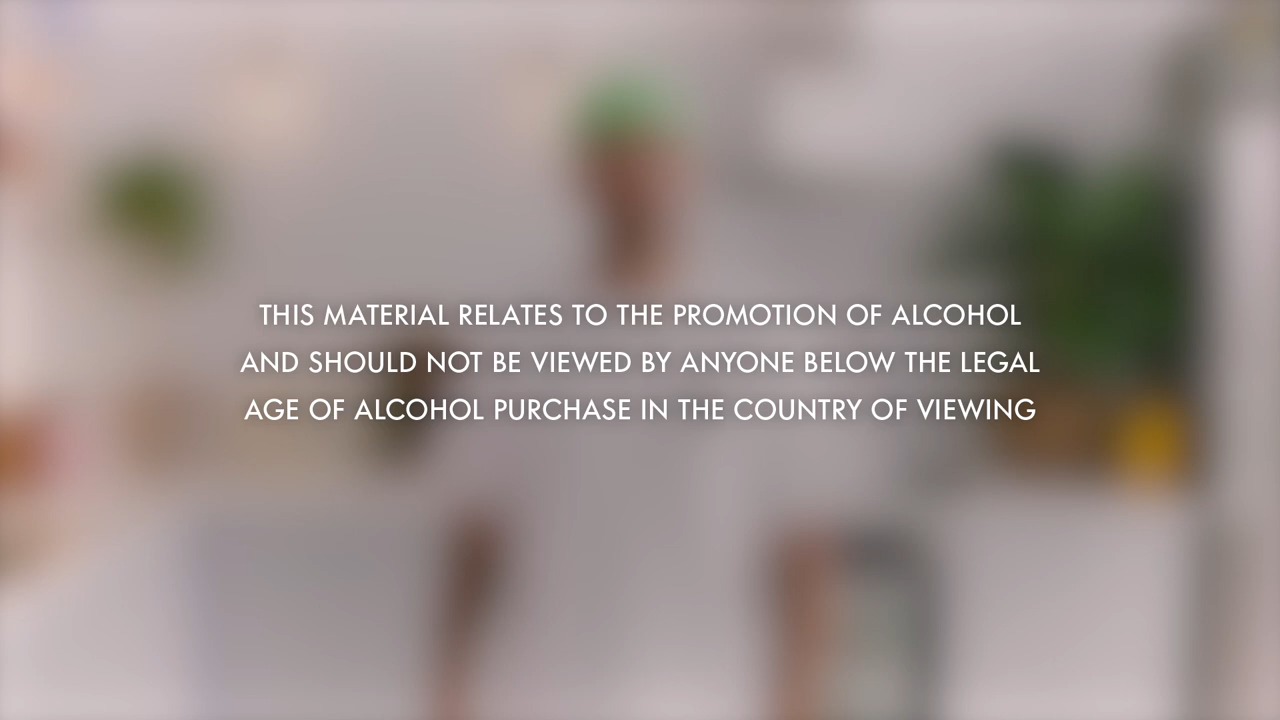 THIS MATERIAL RELATES TO THE PROMOTION OF ALCOHOL
AND SHOULD NOT BE VIEWED BY ANYONE BELOW THE LEGAL
AGE OF ALCOHOL PURCHASE IN THE COUNTRY OF VIEWING